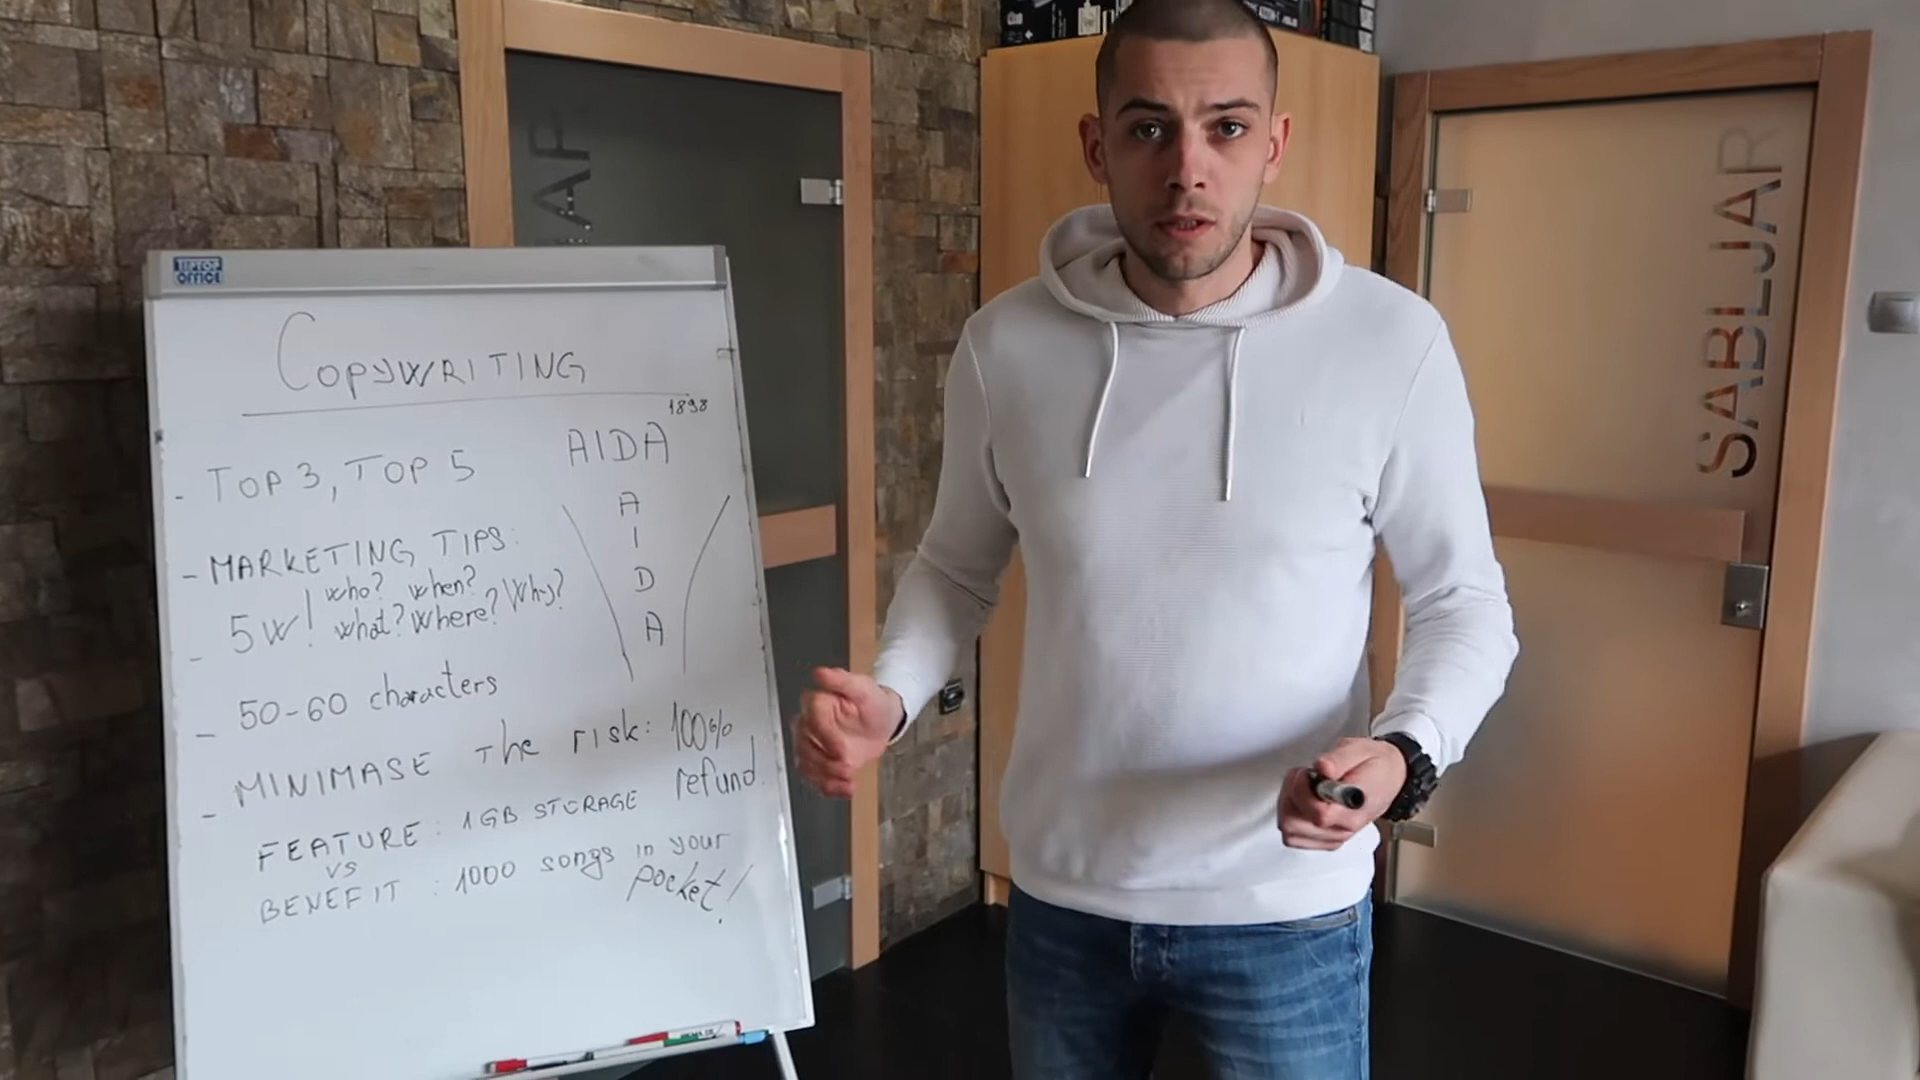 TIPTOP
OFFICE
COPYWRITING
1898
AIDA
- TOP 3, TOP 5
A
I
D
A
- MARKETING TIPS:
who? when?
5W! what? Where? Why?
- 50-60 characters
- MINIMASE the risk: 100%
refund.
- FEATURE: 1GB STORAGE
VS
BENEFIT: 1000 songs in your
pocket!
SABLJAR